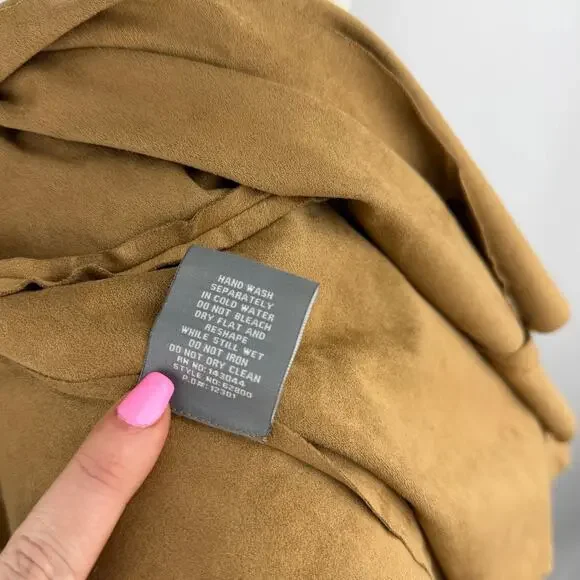 HAND WASH
SEPARATELY
IN COLD WATER
DO NOT BLEACH
DRY FLAT AND
RESHAPE
WHILE STILL WET
DO NOT IRON
DO NOT DRY CLEAN
RN NO: 143044
STYLE NO: 62800
P.O#: 12301